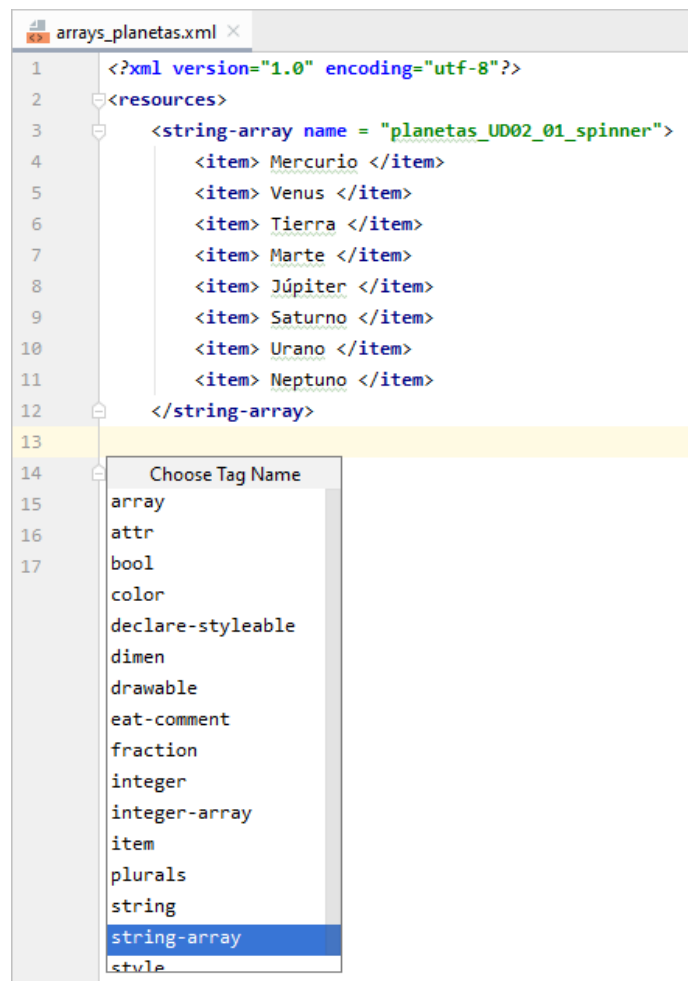 arrays_planetas.xml
1 <?xml version="1.0" encoding="utf-8"?>
2 <resources>
3 <string-array name = "planetas_UD02_01_spinner">
4 <item> Mercurio </item>
5 <item> Venus </item>
6 <item> Tierra </item>
7 <item> Marte </item>
8 <item> Júpiter </item>
9 <item> Saturno </item>
10 <item> Urano </item>
11 <item> Neptuno </item>
12 </string-array>
13
14 Choose Tag Name
15 array
16 attr
17 bool
color
declare-styleable
dimen
drawable
eat-comment
fraction
integer
integer-array
item
plurals
string
string-array
style